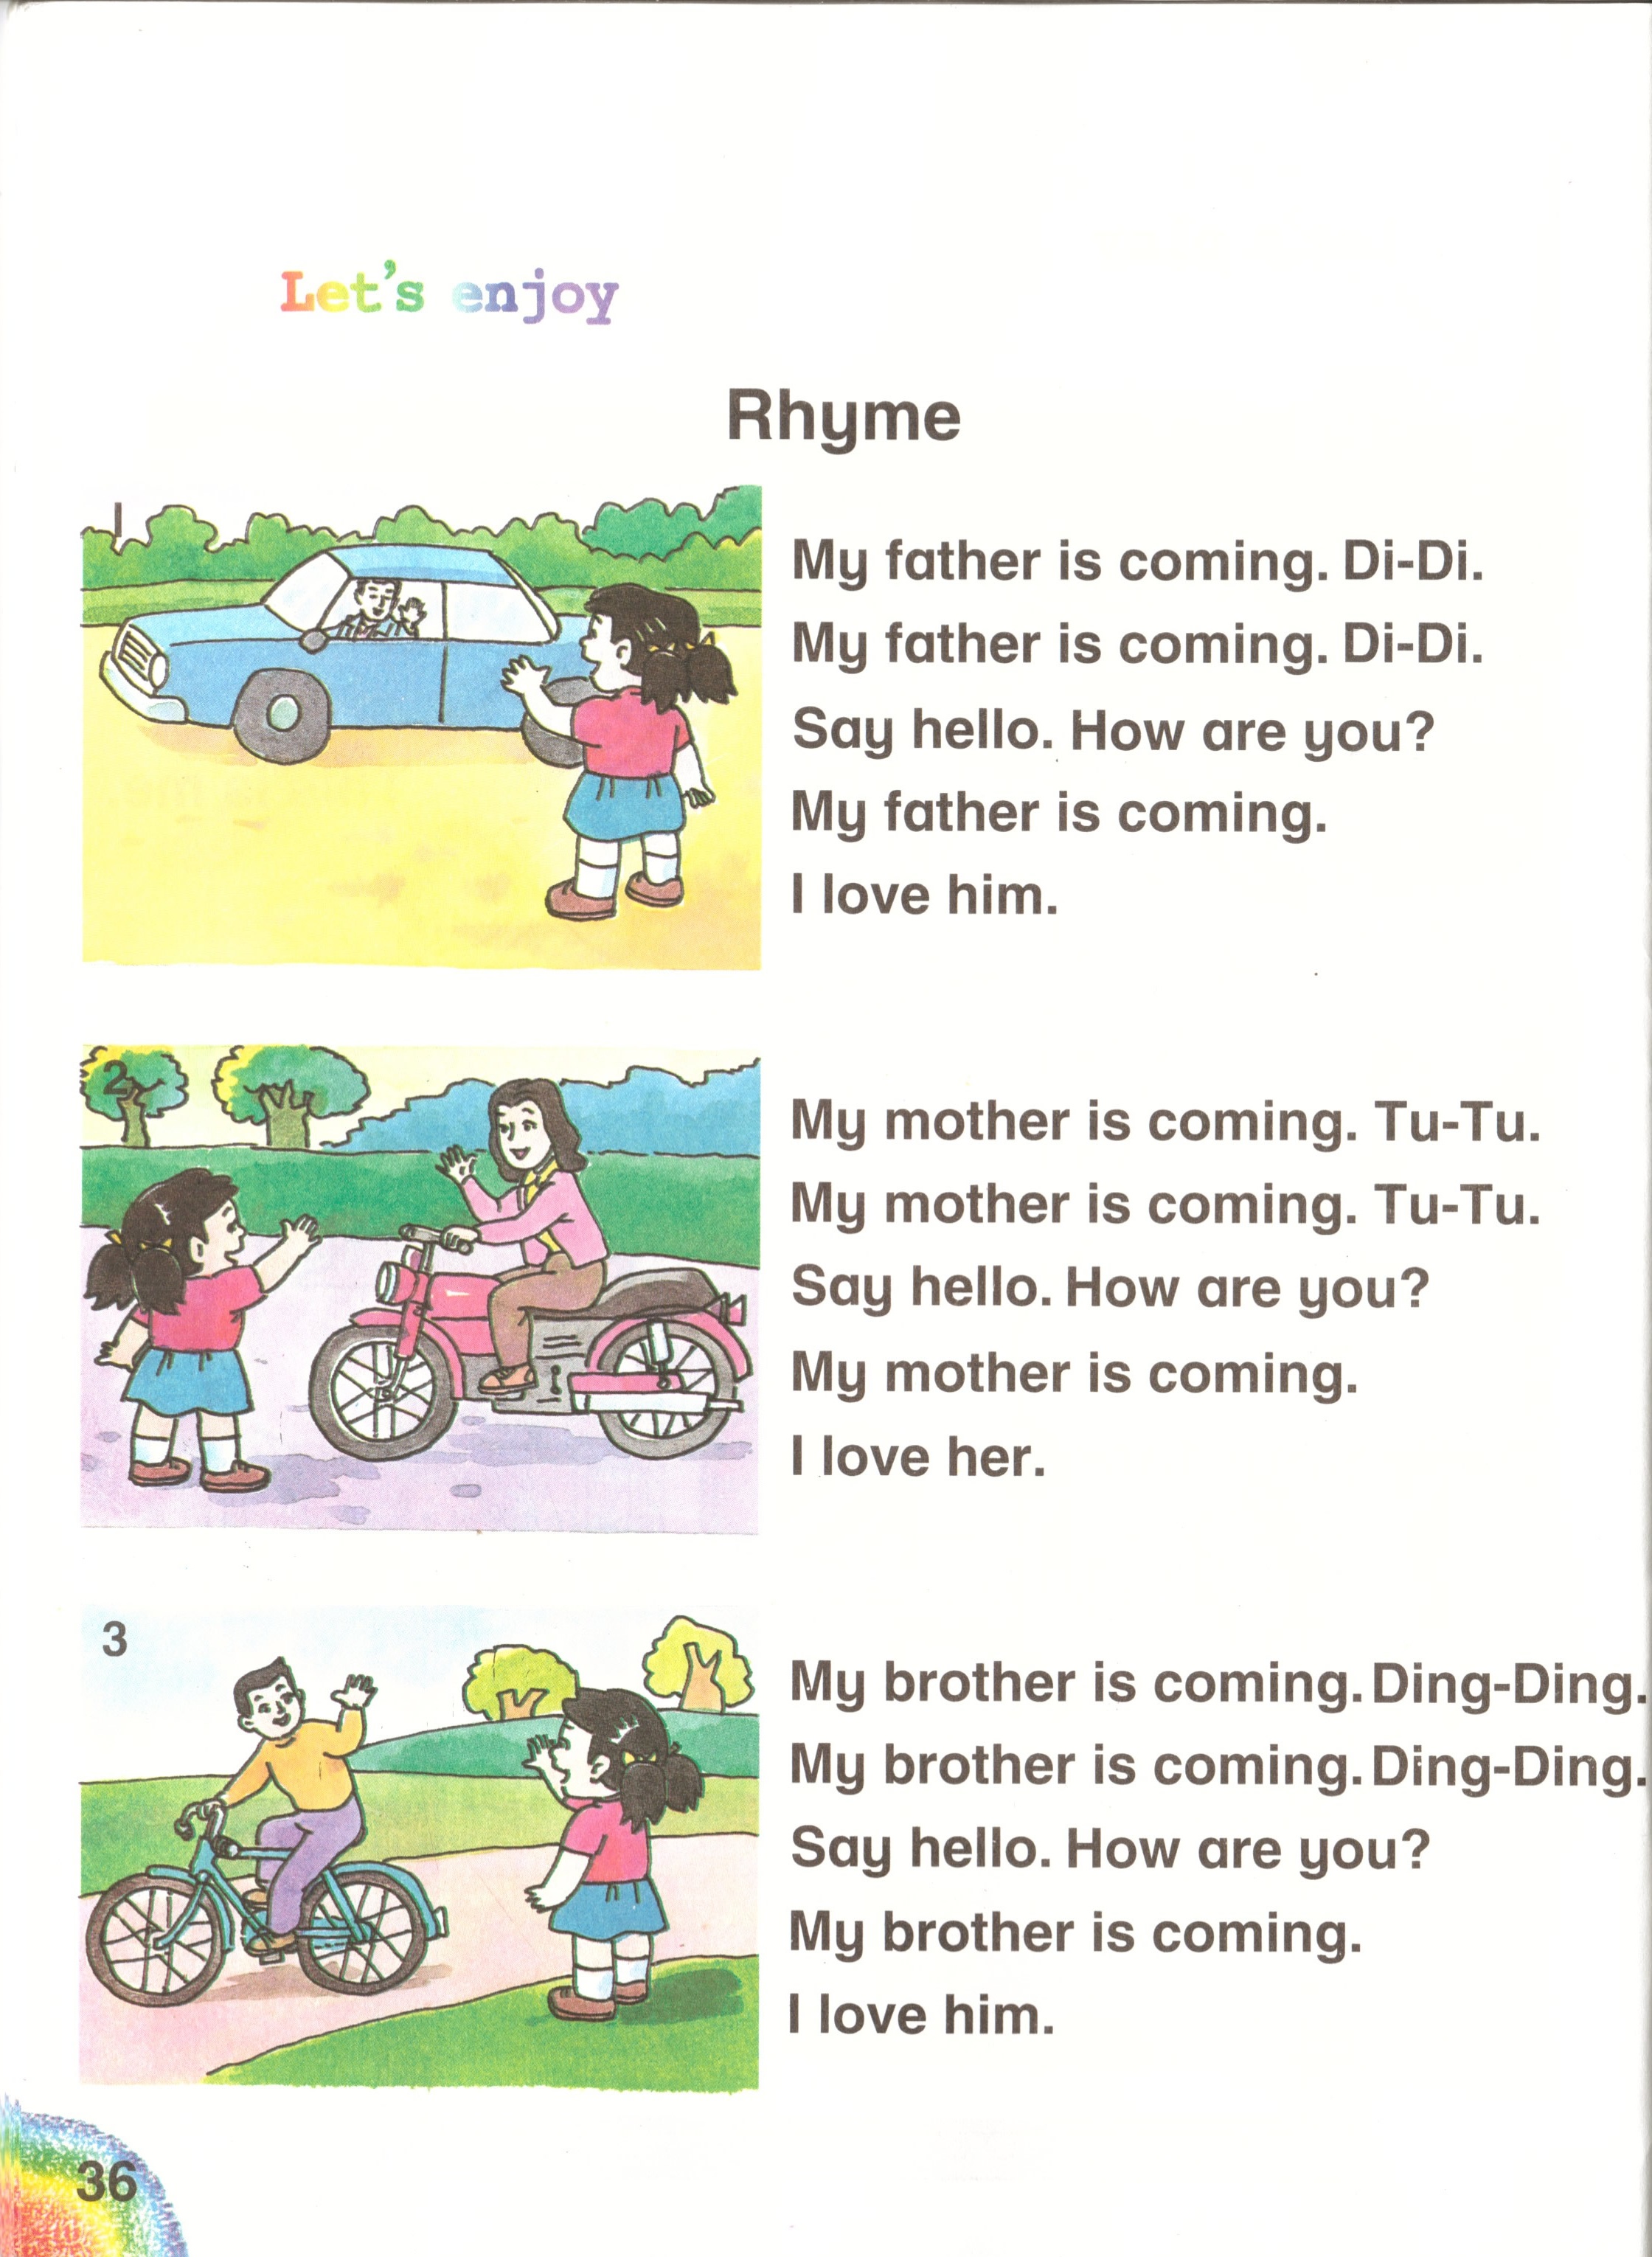 Let's enjoy
Rhyme
1
My father is coming. Di-Di.
My father is coming. Di-Di.
Say hello. How are you?
My father is coming.
I love him.
2
My mother is coming. Tu-Tu.
My mother is coming. Tu-Tu.
Say hello. How are you?
My mother is coming.
I love her.
3
My brother is coming. Ding-Ding.
My brother is coming. Ding-Ding.
Say hello. How are you?
My brother is coming.
I love him.
36